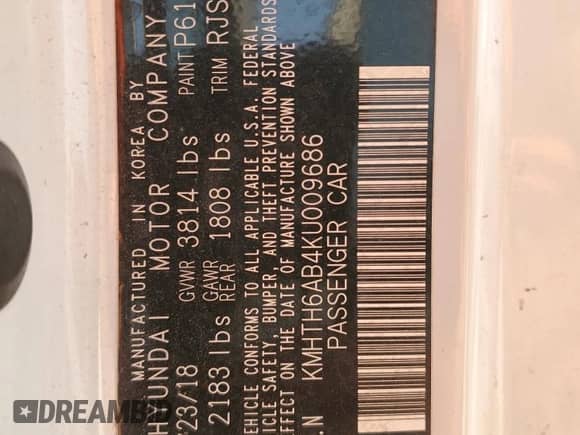 MANUFACTURED IN KOREA BY
HYUNDAI MOTOR COMPANY
/23/18 GVWR 3814 lbs PAINT P61
2183 lbs GAWR REAR 1808 lbs TRIM RJS
EHICLE CONFORMS TO ALL APPLICABLE U.S.A. FEDERAL
ICLE SAFETY, BUMPER, AND THEFT PREVENTION STANDARDS
EFFECT ON THE DATE OF MANUFACTURE SHOWN ABOVE
.N KMHTH6AB4KU009686
PASSENGER CAR
DREAMBID